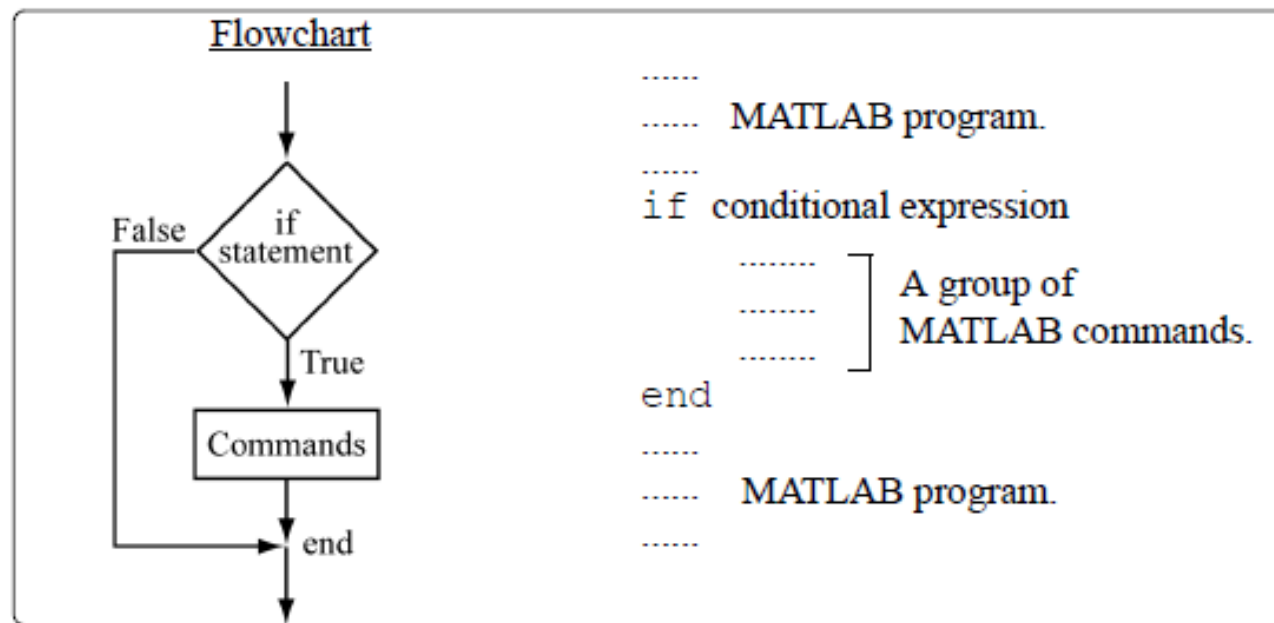 Flowchart
if
statement
False
True
Commands
end
------
------ MATLAB program.
------
if conditional expression
--------
-------- A group of
-------- MATLAB commands.
end
------
------ MATLAB program.
------